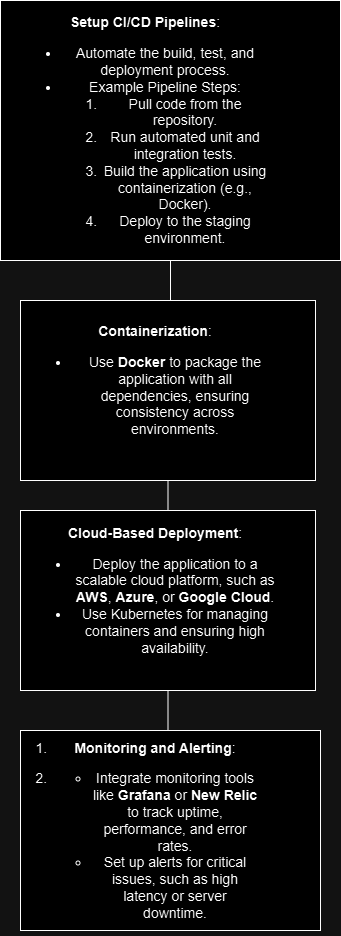 Setup CI/CD Pipelines:
• Automate the build, test, and
deployment process.
• Example Pipeline Steps:
1. Pull code from the
repository.
2. Run automated unit and
integration tests.
3. Build the application using
containerization (e.g.,
Docker).
4. Deploy to the staging
environment.
Containerization:
• Use Docker to package the
application with all
dependencies, ensuring
consistency across
environments.
Cloud-Based Deployment:
• Deploy the application to a
scalable cloud platform, such as
AWS, Azure, or Google Cloud.
• Use Kubernetes for managing
containers and ensuring high
availability.
1. Monitoring and Alerting:
2. ○ Integrate monitoring tools
like Grafana or New Relic
to track uptime,
performance, and error
rates.
○ Set up alerts for critical
issues, such as high
latency or server
downtime.